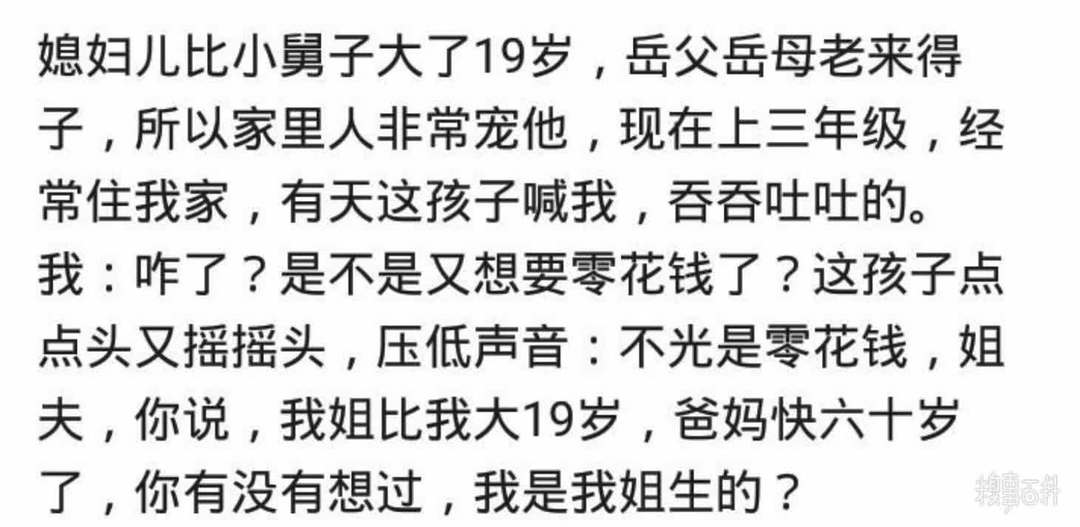 媳妇儿比小舅子大了19岁，岳父岳母老来得
子，所以家里人非常宠他，现在上三年级，经
常住我家，有天这孩子喊我，吞吞吐吐的。
我：咋了？是不是又想要零花钱了？这孩子点
点头又摇摇头，压低声音：不光是零花钱，姐
夫，你说，我姐比我大19岁，爸妈快六十岁
了，你有没有想过，我是我姐生的？
糗事百科